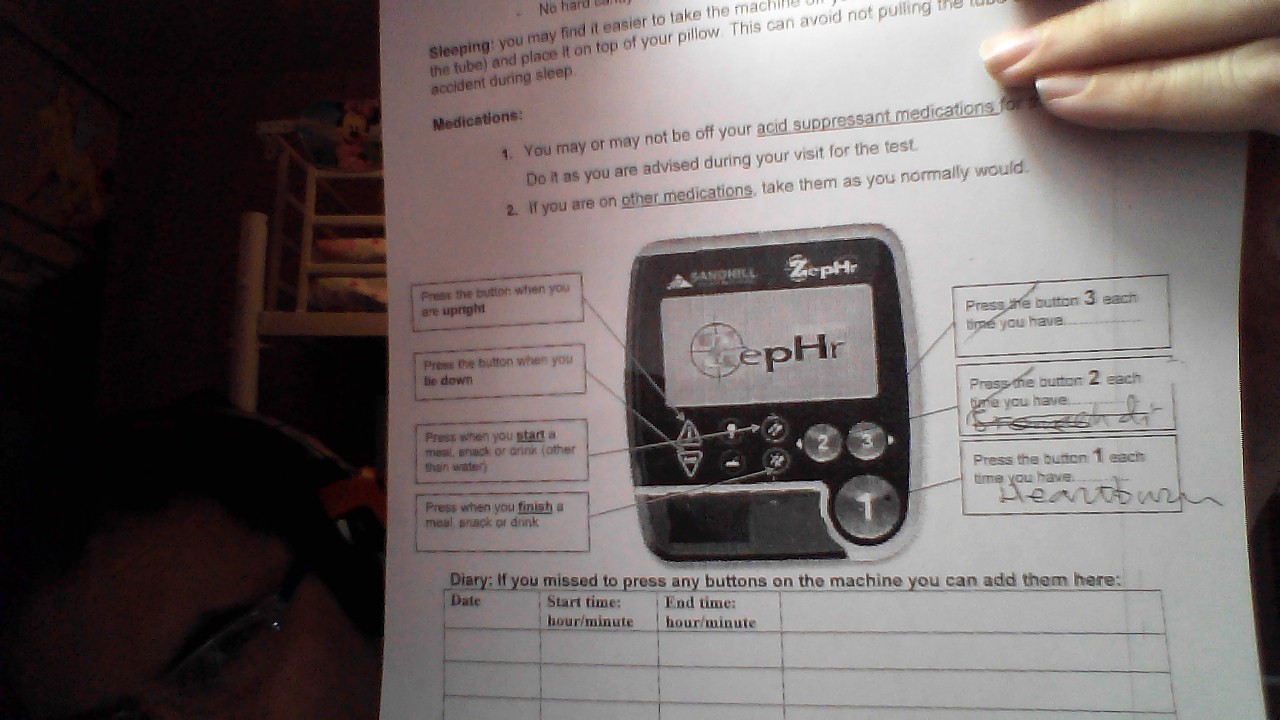 No hard candy
Sleeping: you may find it easier to take the machine off
the tube) and place it on top of your pillow. This can avoid not pulling the tube
accident during sleep
Medications:
1. You may or may not be off your acid suppressant medications for
Do it as you are advised during your visit for the test.
2. If you are on other medications, take them as you normally would.
Press the button when you
are upright
Press the button when you
lie down
Press when you start a
meal, snack or drink (other
than water)
Press when you finish a
meal, snack or drink
SANDHILL ZepHr
ZepHr
2 3
1
Press the button 3 each
time you have....................
Press the button 2 each
time you have...............
Press the button 1 each
time you have...............
Heartburn
Diary: If you missed to press any buttons on the machine you can add them here:
Date Start time: End time:
hour/minute hour/minute